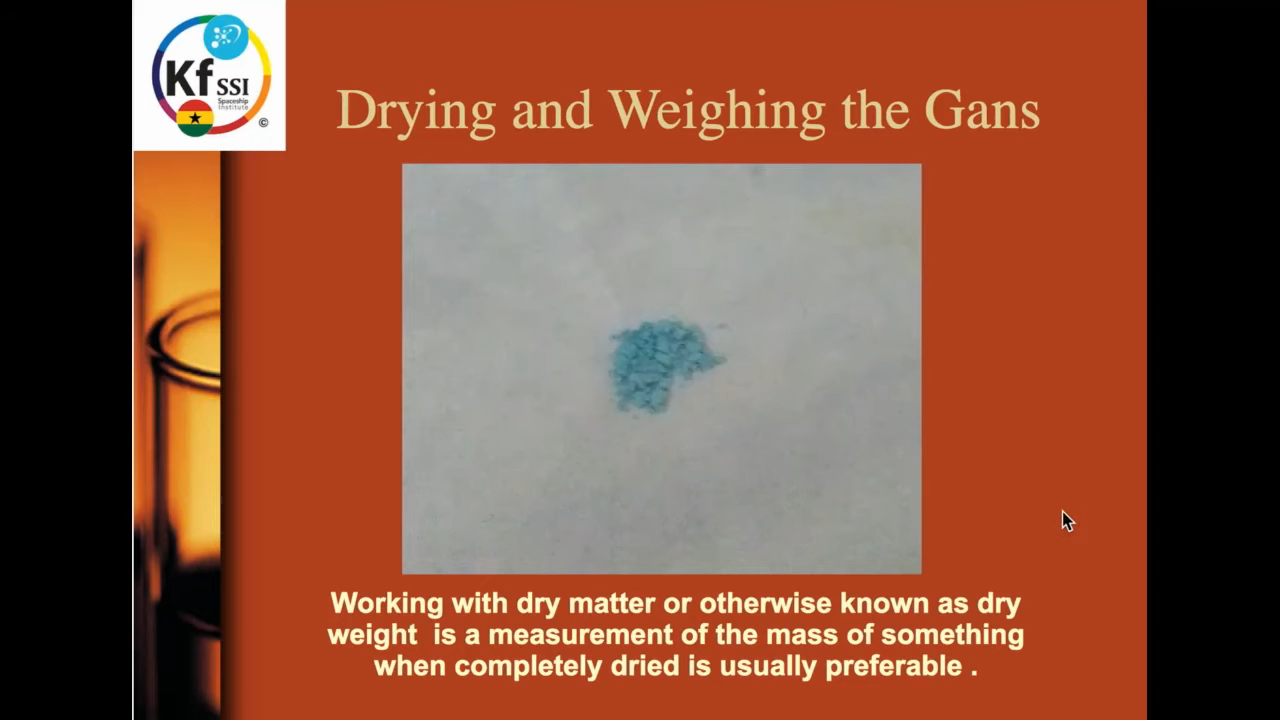 Kf SSI
Spaceship
Institute
©
Drying and Weighing the Gans
Working with dry matter or otherwise known as dry
weight  is a measurement of the mass of something
when completely dried is usually preferable .